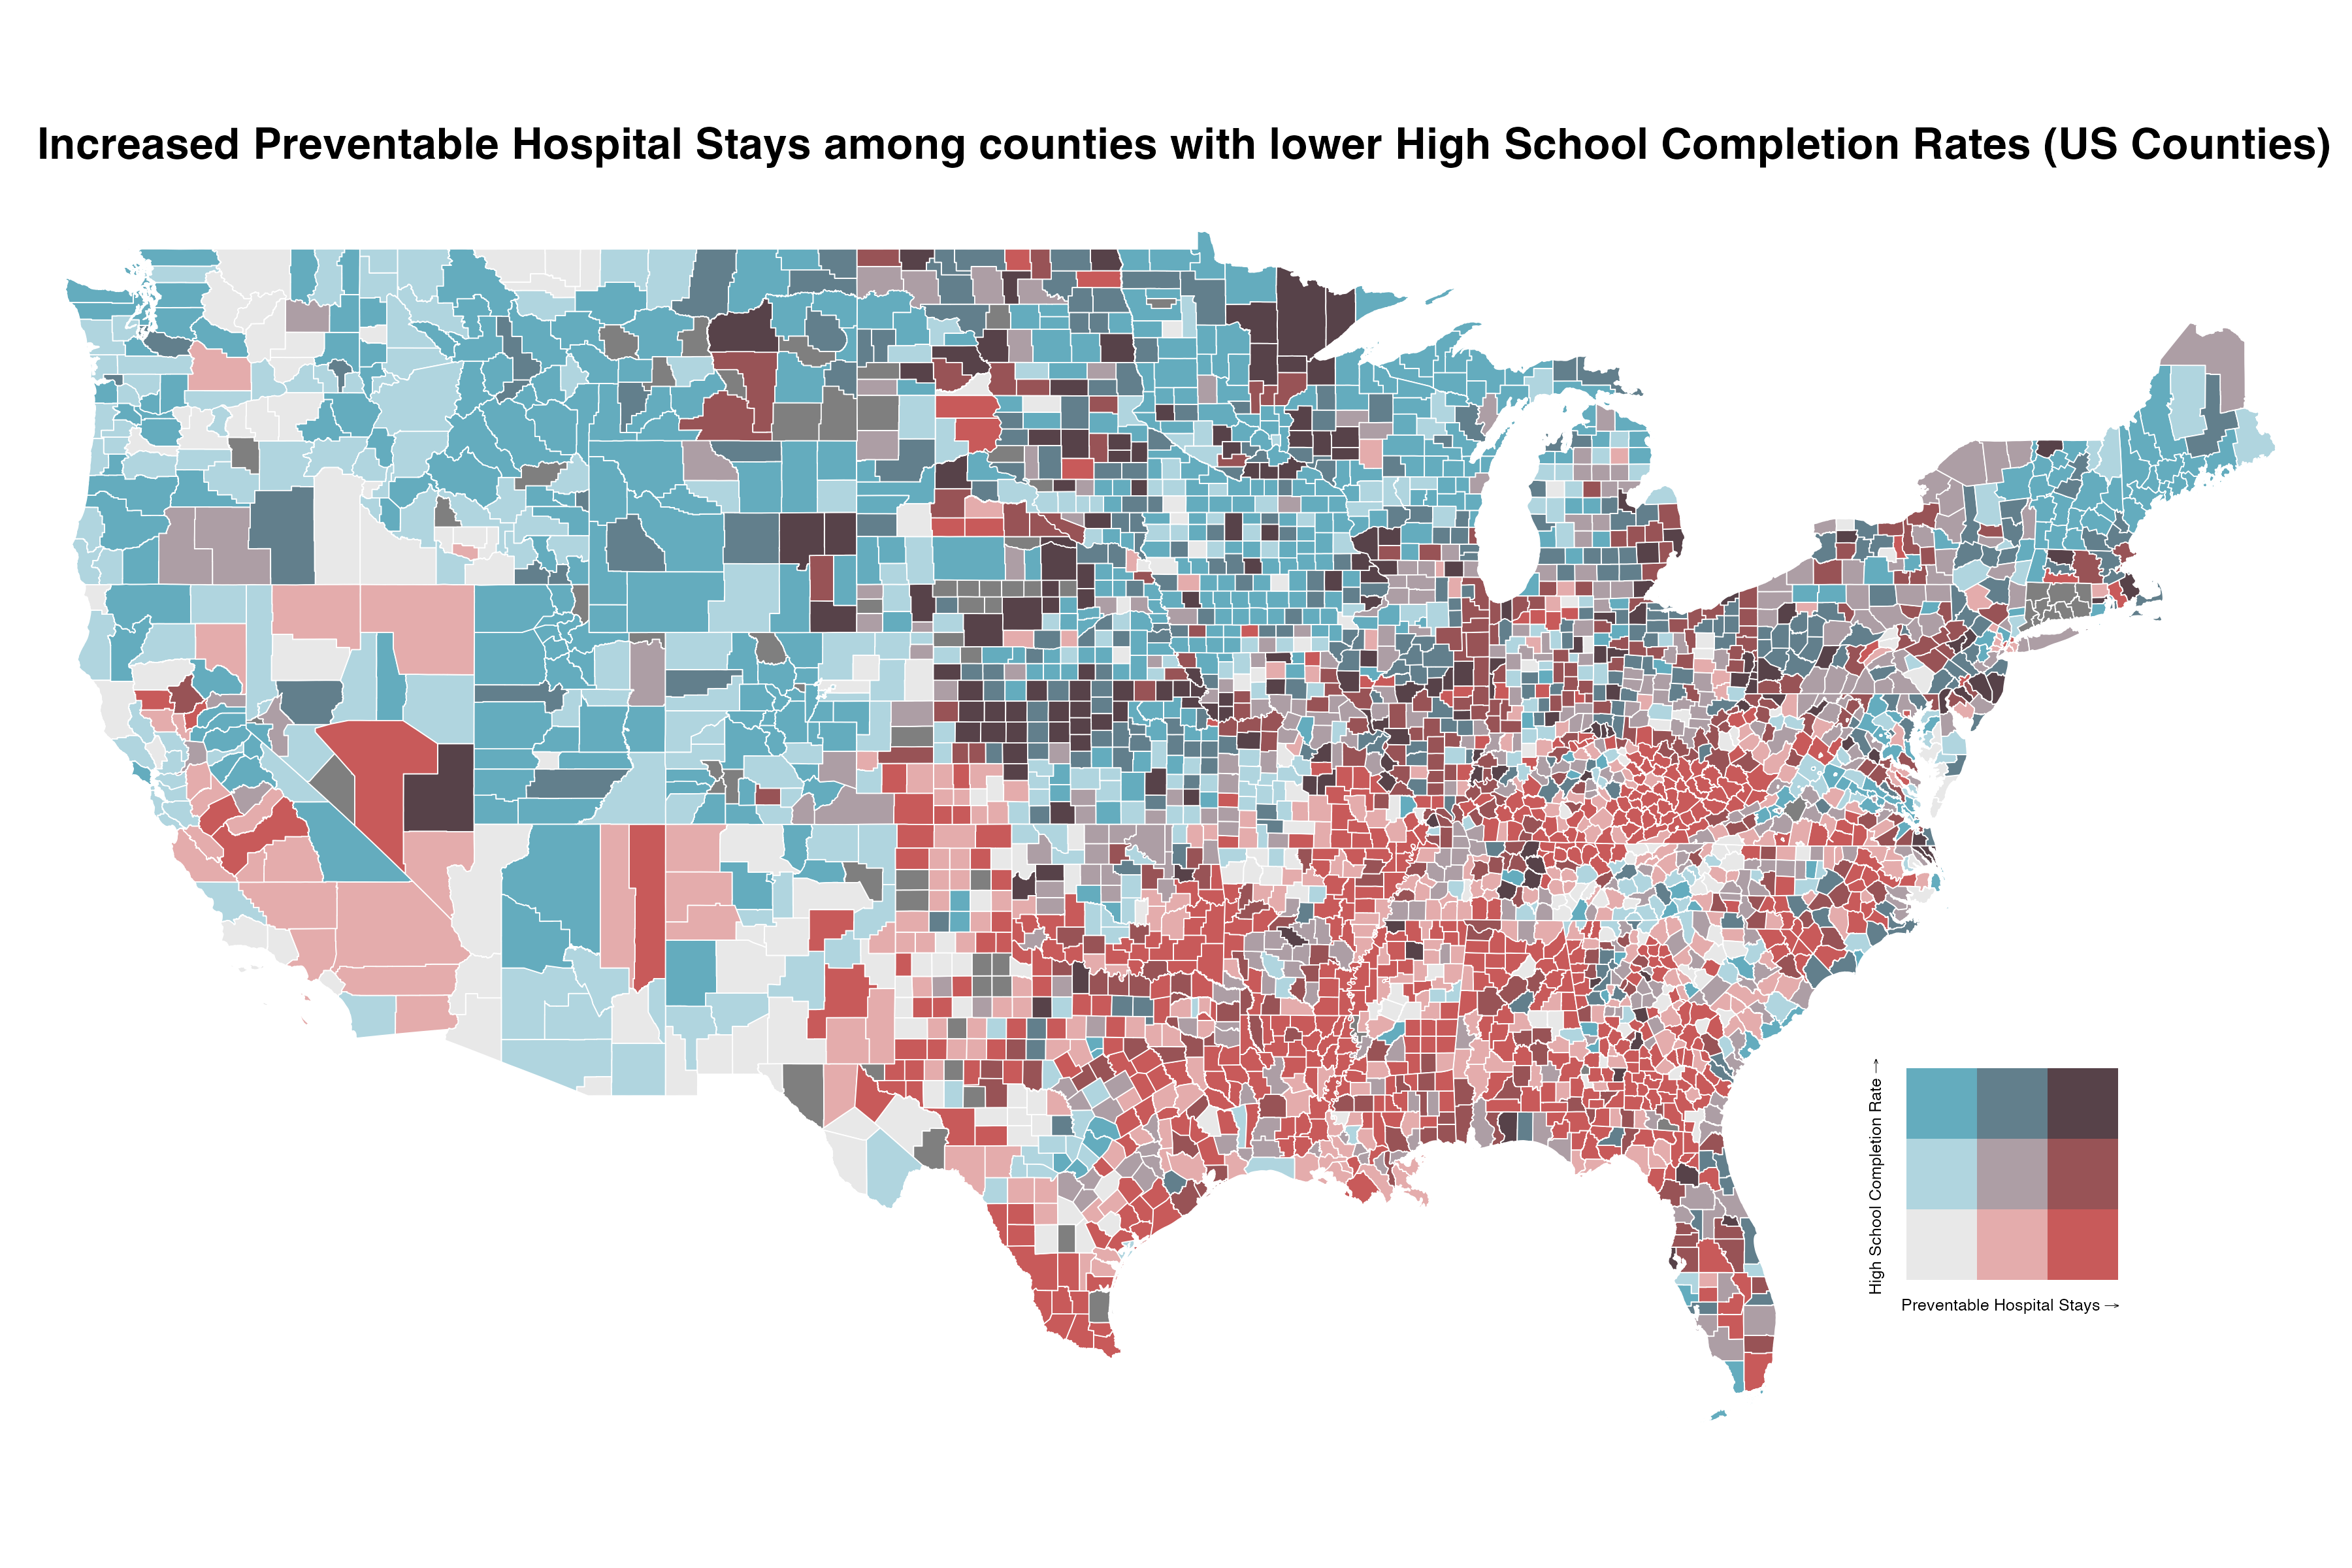 Increased Preventable Hospital Stays among counties with lower High School Completion Rates (US Counties)
High School Completion Rate →
Preventable Hospital Stays →